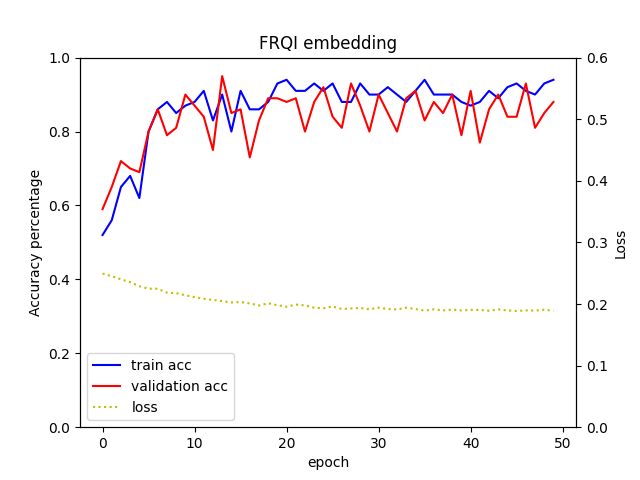 FRQI embedding
1.0
0.8
0.6
0.4
0.2
0.0
Accuracy percentage
0.6
0.5
0.4
0.3
0.2
0.1
0.0
Loss
train acc
validation acc
loss
0 10 20 30 40 50
epoch